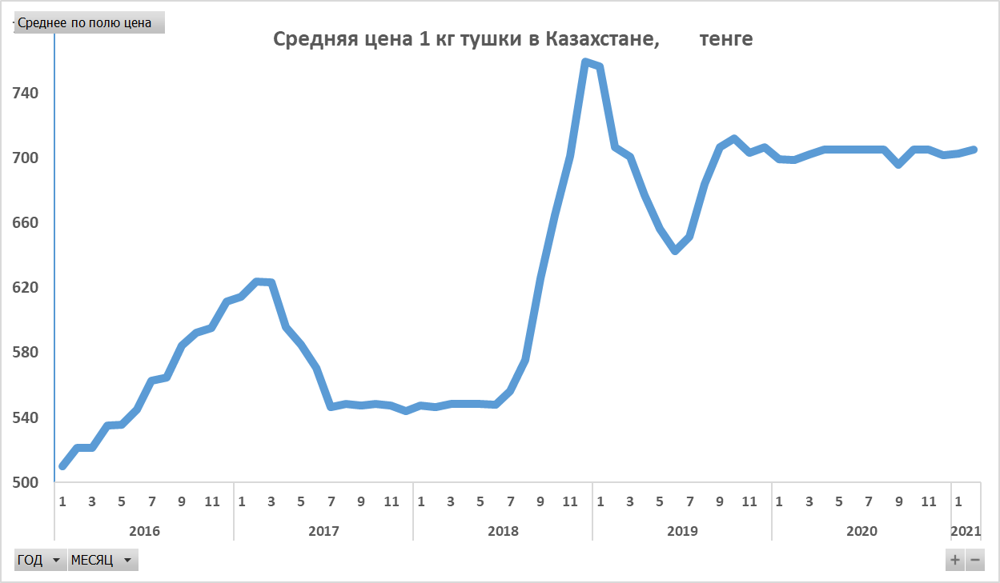 Среднее по полю цена
Средняя цена 1 кг тушки в Казахстане, тенге
740
700
660
620
580
540
500
1 3 5 7 9 11 1 3 5 7 9 11 1 3 5 7 9 11 1 3 5 7 9 11 1 3 5 7 9 11 1
2016 2017 2018 2019 2020 2021
ГОД МЕСЯЦ